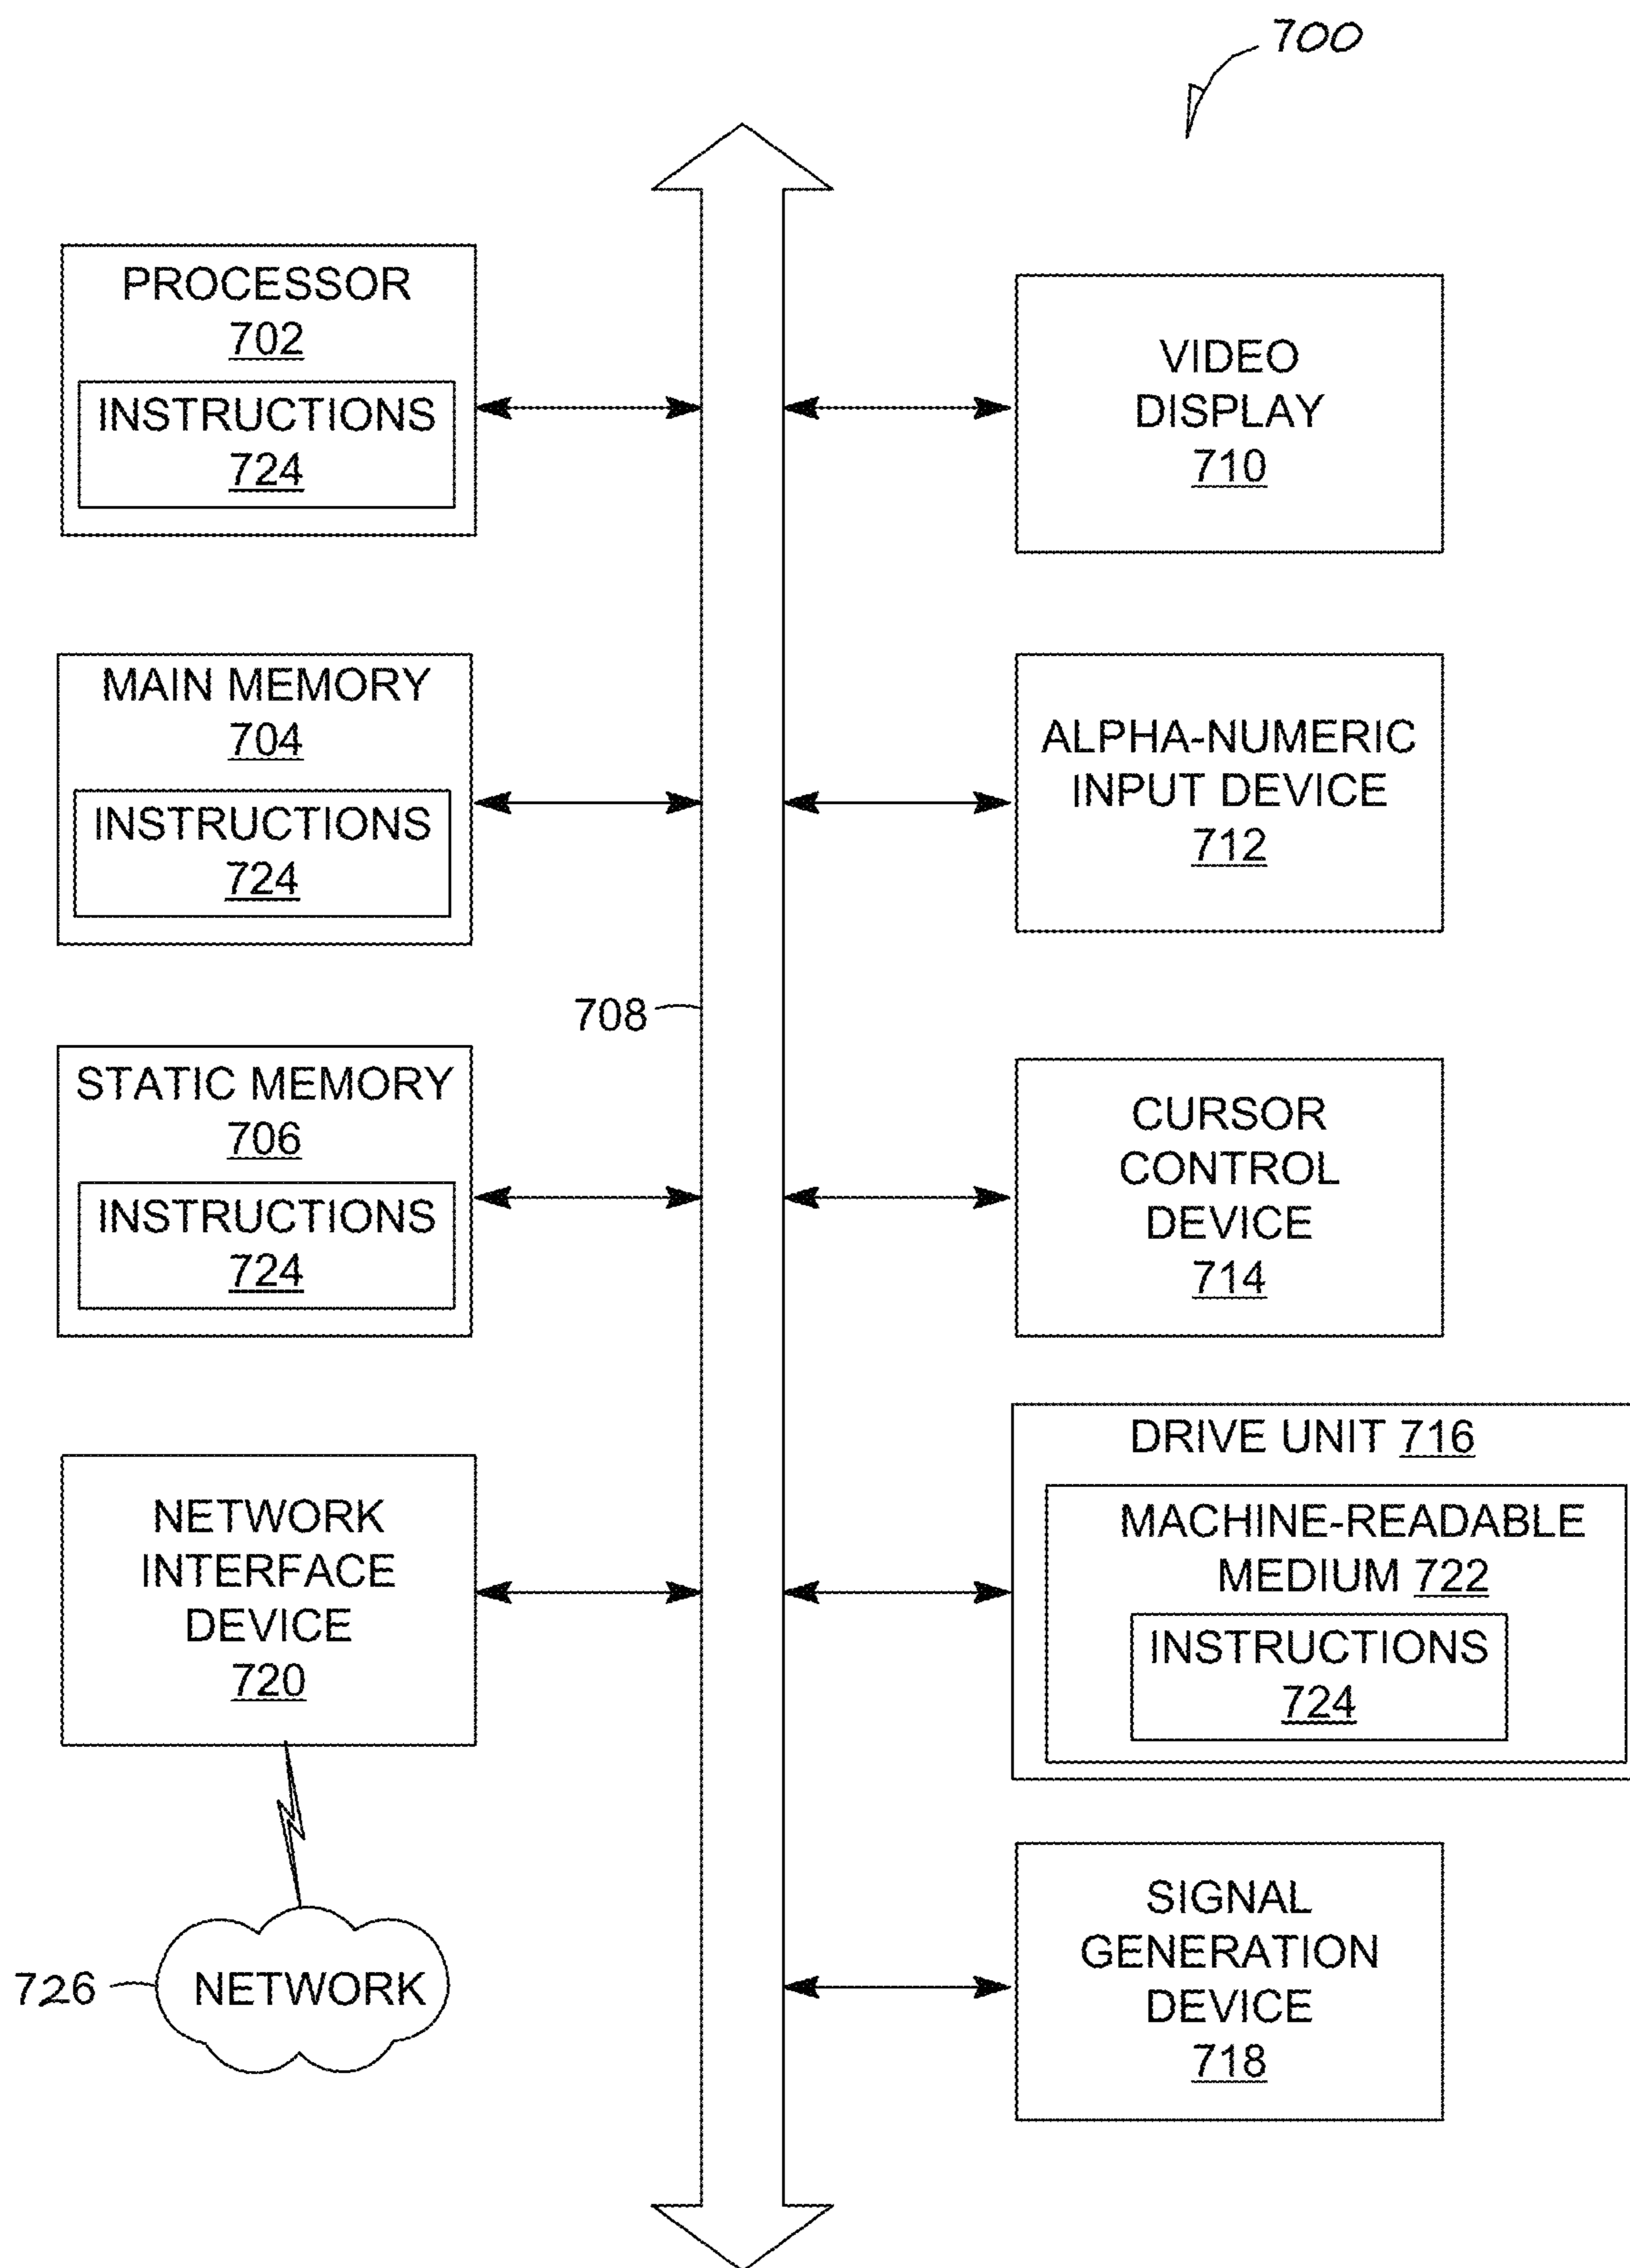 700
PROCESSOR
702
INSTRUCTIONS
724
MAIN MEMORY
704
INSTRUCTIONS
724
STATIC MEMORY
706
INSTRUCTIONS
724
NETWORK
INTERFACE
DEVICE
720
726
NETWORK
708
VIDEO
DISPLAY
710
ALPHA-NUMERIC
INPUT DEVICE
712
CURSOR
CONTROL
DEVICE
714
DRIVE UNIT 716
MACHINE-READABLE
MEDIUM 722
INSTRUCTIONS
724
SIGNAL
GENERATION
DEVICE
718